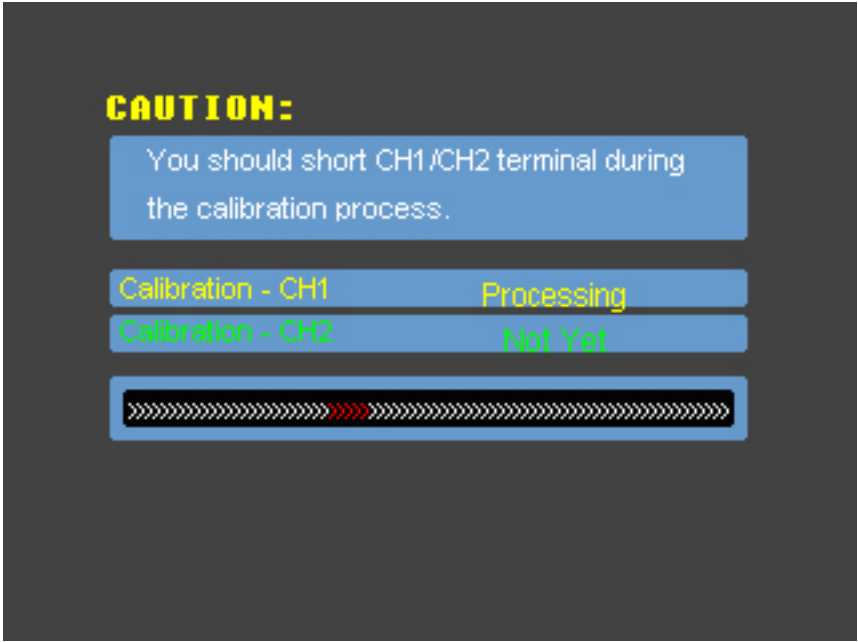 CAUTION:
You should short CH1/CH2 terminal during
the calibration process.
Calibration - CH1 Processing
Calibration - CH2 Not Yet